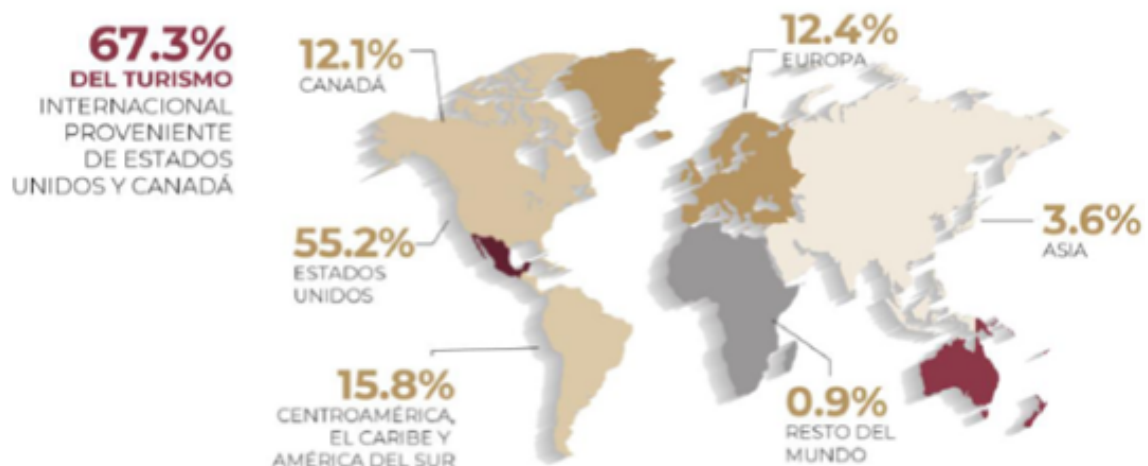 67.3%
DEL TURISMO
INTERNACIONAL
PROVENIENTE
DE ESTADOS
UNIDOS Y CANADÁ
12.1%
CANADÁ
12.4%
EUROPA
55.2%
ESTADOS
UNIDOS
3.6%
ASIA
15.8%
CENTROAMÉRICA,
EL CARIBE Y
AMÉRICA DEL SUR
0.9%
RESTO DEL
MUNDO